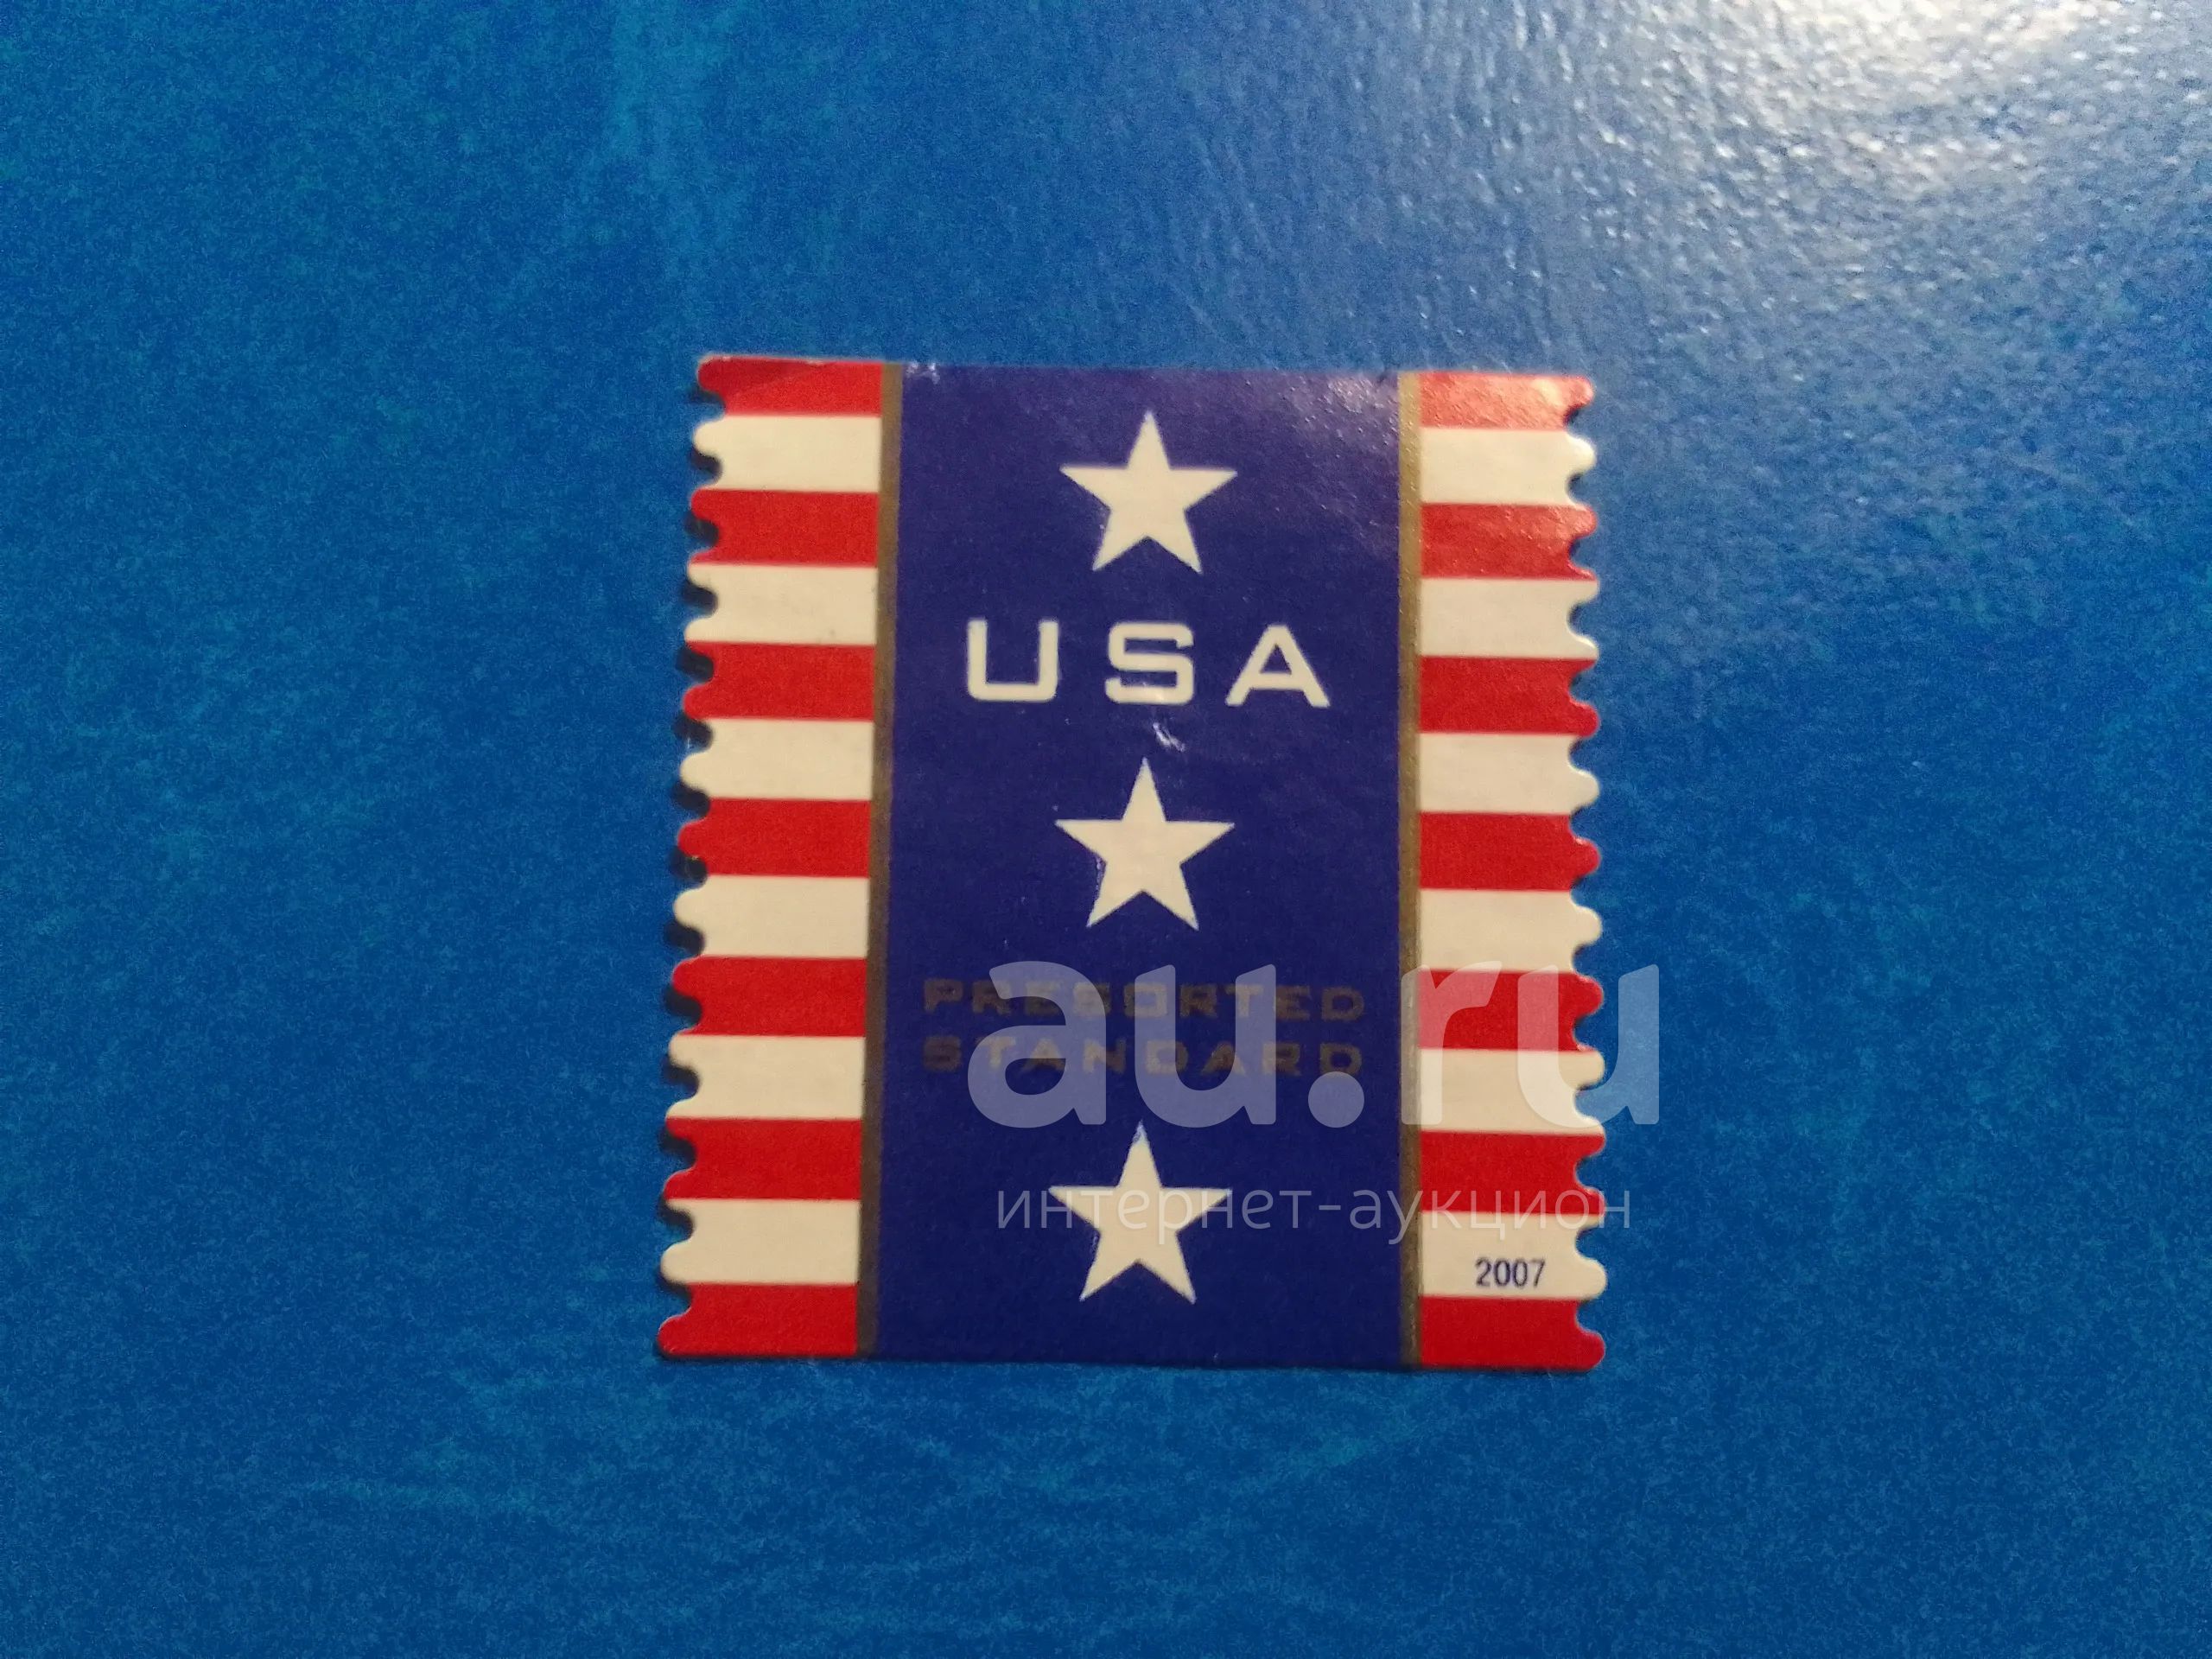 USA
PRESORTED
STANDARD
au.ru
интернет-аукцион
2007